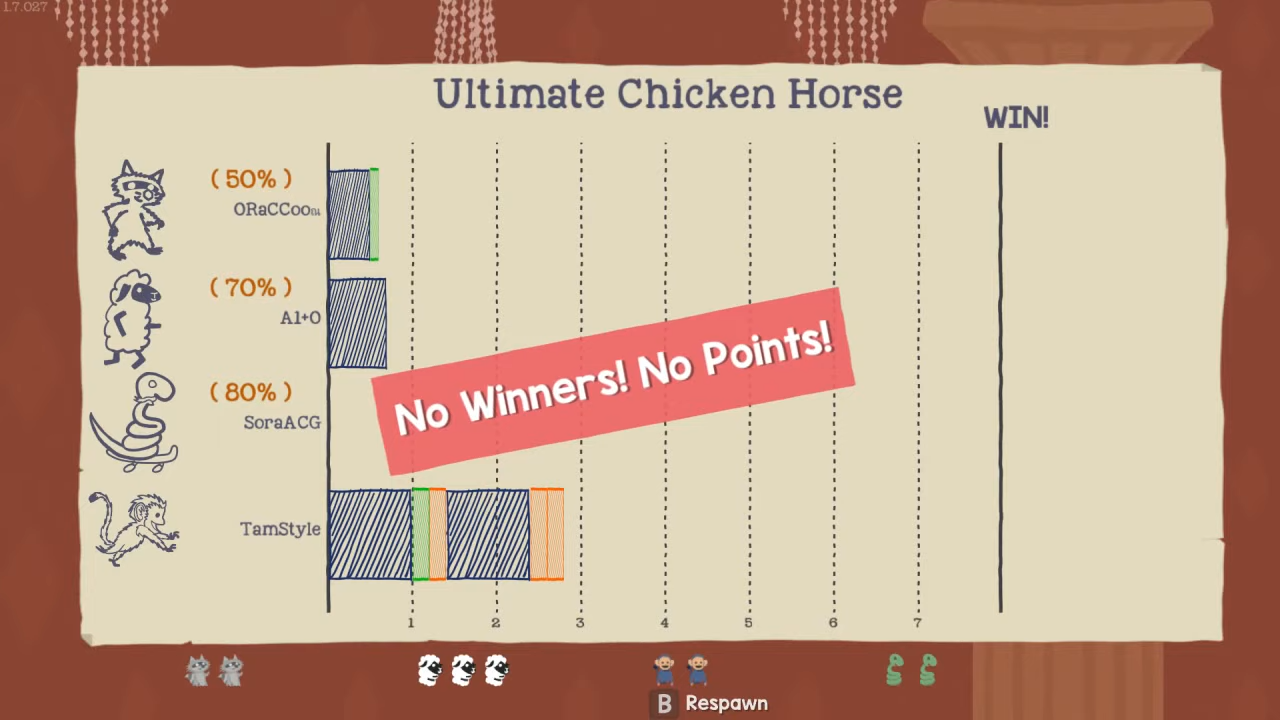 1.7.027
Ultimate Chicken Horse
WIN!
( 50% )
ORaCCoo
( 70% )
A1+0
( 80% )
SoraACG
No Winners! No Points!
TamStyle
1 2 3 4 5 6 7
B Respawn